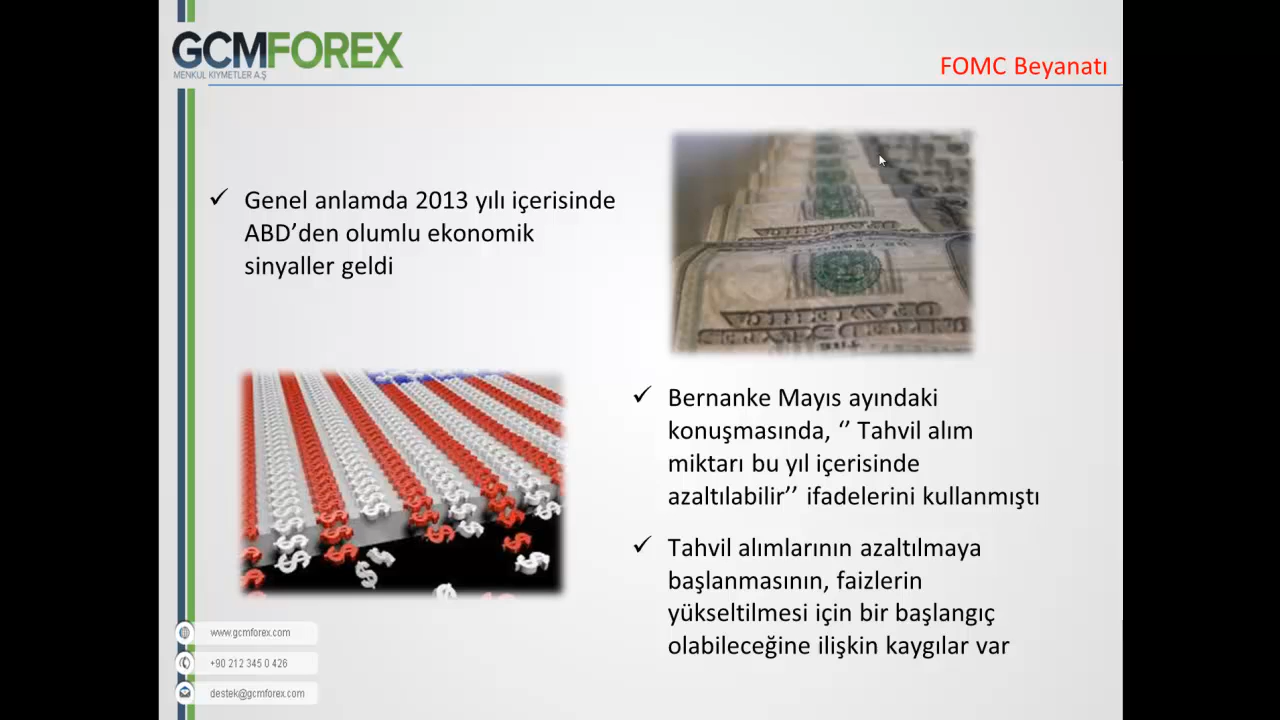 GCMFOREX
MENKUL KIYMETLER A.Ş
FOMC Beyanatı
✓ Genel anlamda 2013 yılı içerisinde
ABD’den olumlu ekonomik
sinyaller geldi
✓ Bernanke Mayıs ayındaki
konuşmasında, ‘’ Tahvil alım
miktarı bu yıl içerisinde
azaltılabilir’’ ifadelerini kullanmıştı
✓ Tahvil alımlarının azaltılmaya
başlanmasının, faizlerin
yükseltilmesi için bir başlangıç
olabileceğine ilişkin kaygılar var
www.gcmforex.com
+90 212 345 0 426
destek@gcmforex.com